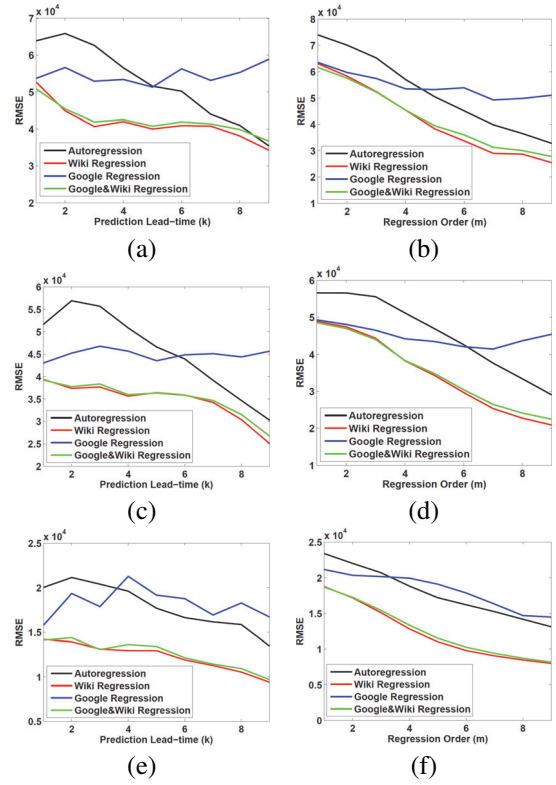 x 10^4
7
6
5
4
3
2
RMSE
2 4 6 8
Prediction Lead-time (k)
Autoregression
Wiki Regression
Google Regression
Google&Wiki Regression
(a)
x 10^4
8
7
6
5
4
3
2
1
RMSE
2 4 6 8
Regression Order (m)
Autoregression
Wiki Regression
Google Regression
Google&Wiki Regression
(b)
x 10^4
6
5.5
5
4.5
4
3.5
3
2.5
2
RMSE
2 4 6 8
Prediction Lead-time (k)
Autoregression
Wiki Regression
Google Regression
Google&Wiki Regression
(c)
x 10^4
6
5
4
3
2
1
RMSE
2 4 6 8
Regression Order (m)
Autoregression
Wiki Regression
Google Regression
Google&Wiki Regression
(d)
x 10^4
2.5
2
1.5
1
0.5
RMSE
2 4 6 8
Prediction Lead-time (k)
Autoregression
Wiki Regression
Google Regression
Google&Wiki Regression
(e)
x 10^4
2.5
2
1.5
1
0.5
0
RMSE
2 4 6 8
Regression Order (m)
Autoregression
Wiki Regression
Google Regression
Google&Wiki Regression
(f)